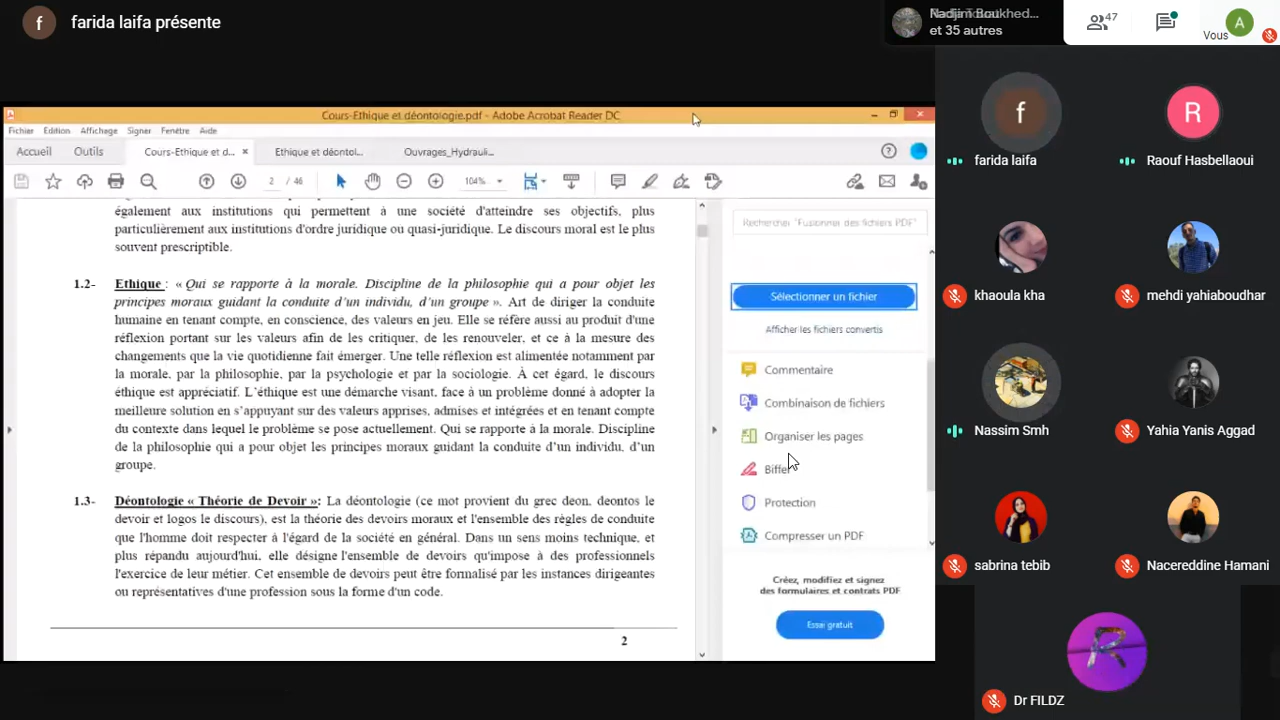 f farida laifa présente
et 35 autres
47
Vous
A
Cours-Ethique et déontologie.pdf - Adobe Acrobat Reader DC
Fichier Edition Affichage Signer Fenêtre Aide
Accueil Outils Cours-Ethique et d... × Ethique et déontol... Ouvrages_Hydrauli...
2 / 46 104%
également aux institutions qui permettent à une société d'atteindre ses objectifs, plus
particulièrement aux institutions d'ordre juridique ou quasi-juridique. Le discours moral est le plus
souvent prescriptible.
1.2- Ethique : « Qui se rapporte à la morale. Discipline de la philosophie qui a pour objet les
principes moraux guidant la conduite d’un individu, d’un groupe ». Art de diriger la conduite
humaine en tenant compte, en conscience, des valeurs en jeu. Elle se réfère aussi au produit d'une
réflexion portant sur les valeurs afin de les critiquer, de les renouveler, et ce à la mesure des
changements que la vie quotidienne fait émerger. Une telle réflexion est alimentée notamment par
la morale, par la philosophie, par la psychologie et par la sociologie. À cet égard, le discours
éthique est appréciatif. L’éthique est une démarche visant, face à un problème donné à adopter la
meilleure solution en s’appuyant sur des valeurs apprises, admises et intégrées et en tenant compte
du contexte dans lequel le problème se pose actuellement. Qui se rapporte à la morale. Discipline
de la philosophie qui a pour objet les principes moraux guidant la conduite d’un individu, d’un
groupe.
1.3- Déontologie « Théorie de Devoir »: La déontologie (ce mot provient du grec deon, deontos le
devoir et logos le discours), est la théorie des devoirs moraux et l'ensemble des règles de conduite
que l'homme doit respecter à l'égard de la société en général. Dans un sens moins technique, et
plus répandu aujourd'hui, elle désigne l'ensemble de devoirs qu'impose à des professionnels
l'exercice de leur métier. Cet ensemble de devoirs peut être formalisé par les instances dirigeantes
ou représentatives d'une profession sous la forme d'un code.
2
Rechercher "Fusionner des fichiers PDF"
Sélectionner un fichier
Afficher les fichiers convertis
Commentaire
Combinaison de fichiers
Organiser les pages
Biffer
Protection
Compresser un PDF
Créez, modifiez et signez
des formulaires et contrats PDF
Essai gratuit
f R
farida laifa Raouf Hasbellaoui
khaoula kha mehdi yahiaboudhar
Nassim Smh Yahia Yanis Aggad
sabrina tebib Nacereddine Hamani
R
Dr FILDZ